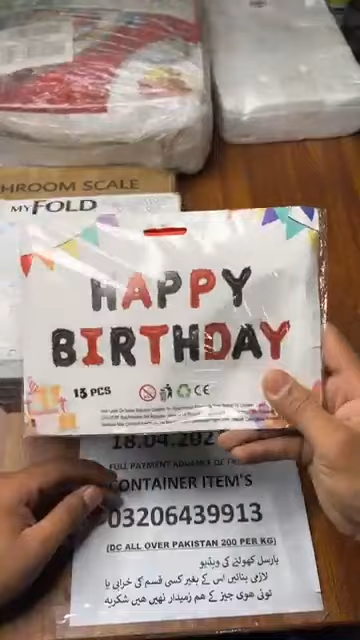 HROOM SCALE
MYFOLD
HAPPY
BIRTHDAY
15 PCS
CE
18.04.202
FULL PAYMENT ADVANCE
CONTAINER ITEM'S
03206439913
(DC ALL OVER PAKISTAN 200 PER KG)
پارسل کھولنے کی ویڈیو
لازمی بنائیں اس کے بغیر کسی قسم کی خرابی یا
ٹوٹی ہوئی چیز کے ہم زمیدار نہیں ھیں شکریہ